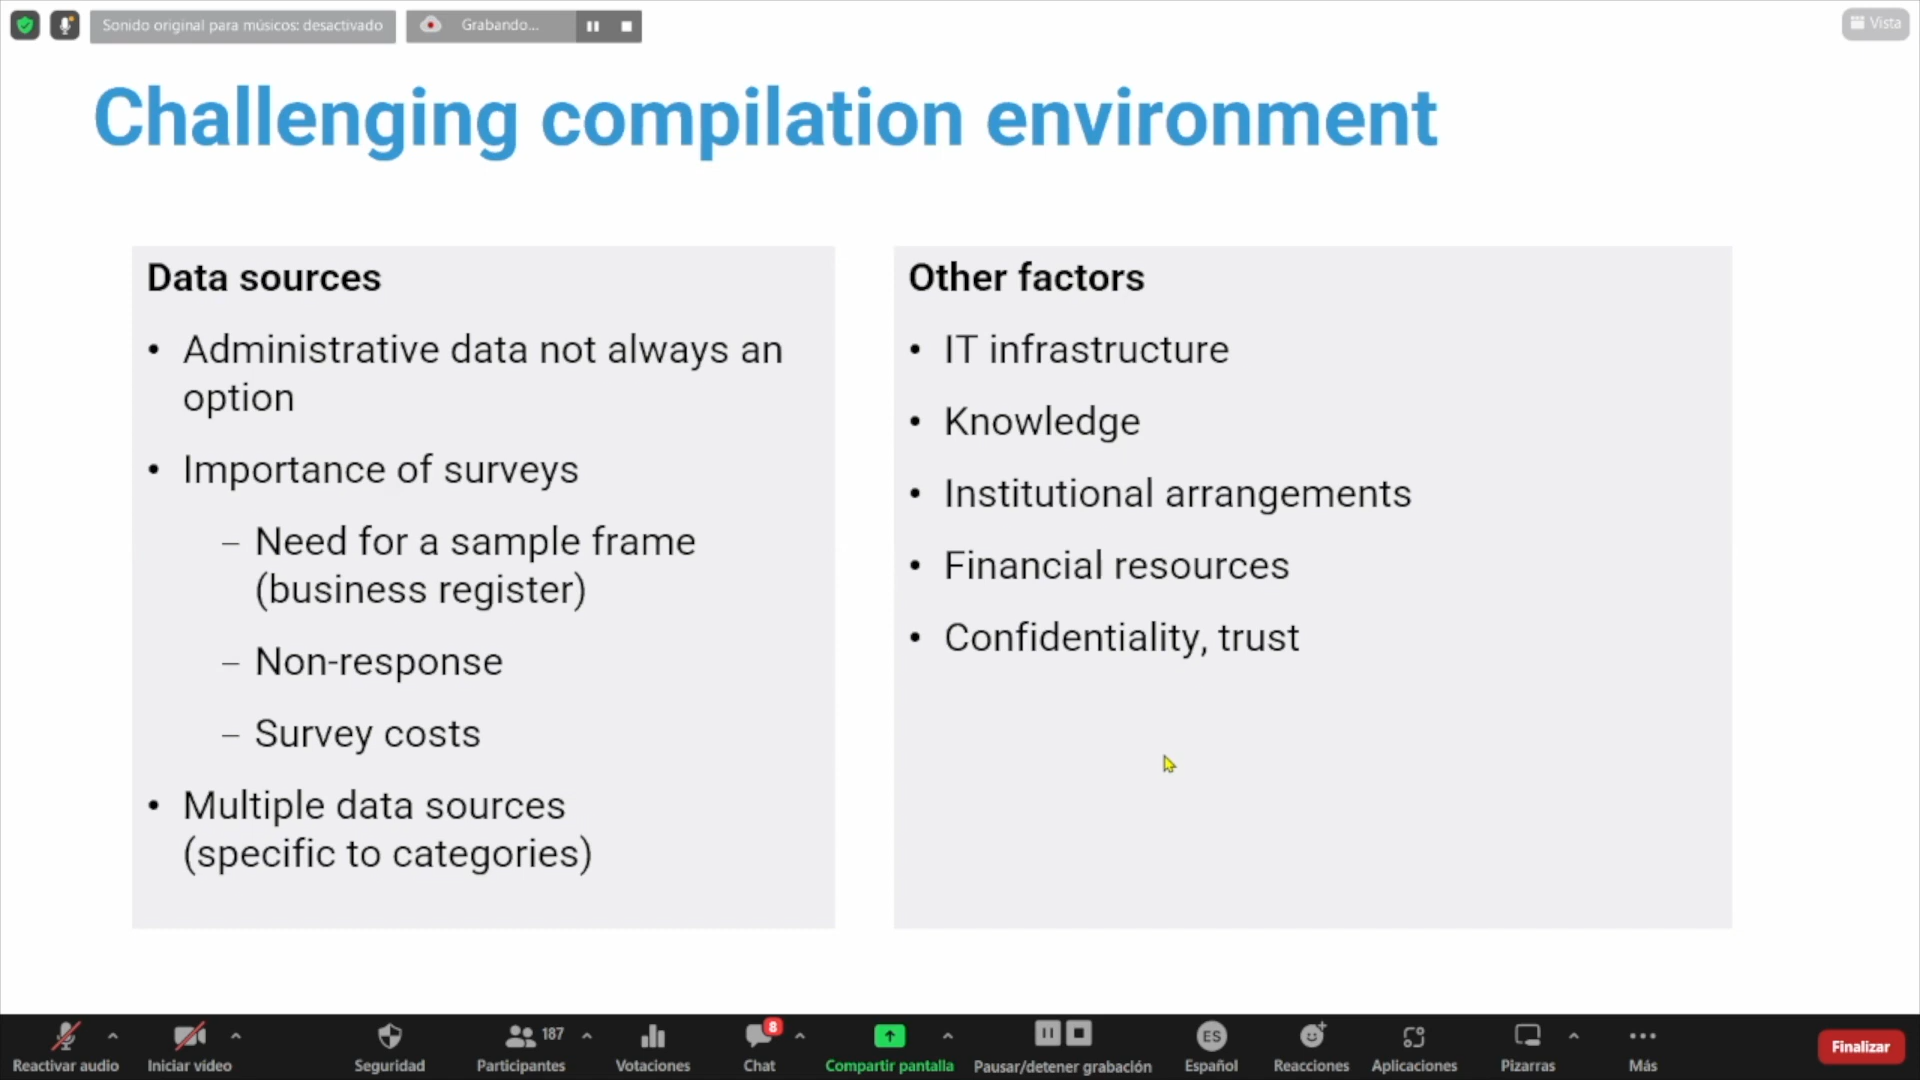 Sonido original para músicos: desactivado
Grabando...
Vista
Challenging compilation environment
Data sources
• Administrative data not always an
option
• Importance of surveys
– Need for a sample frame
(business register)
– Non-response
– Survey costs
• Multiple data sources
(specific to categories)
Other factors
• IT infrastructure
• Knowledge
• Institutional arrangements
• Financial resources
• Confidentiality, trust
187
8
ES
Reactivar audio
Iniciar vídeo
Seguridad
Participantes
Votaciones
Chat
Compartir pantalla
Pausar/detener grabación
Español
Reacciones
Aplicaciones
Pizarras
Más
Finalizar